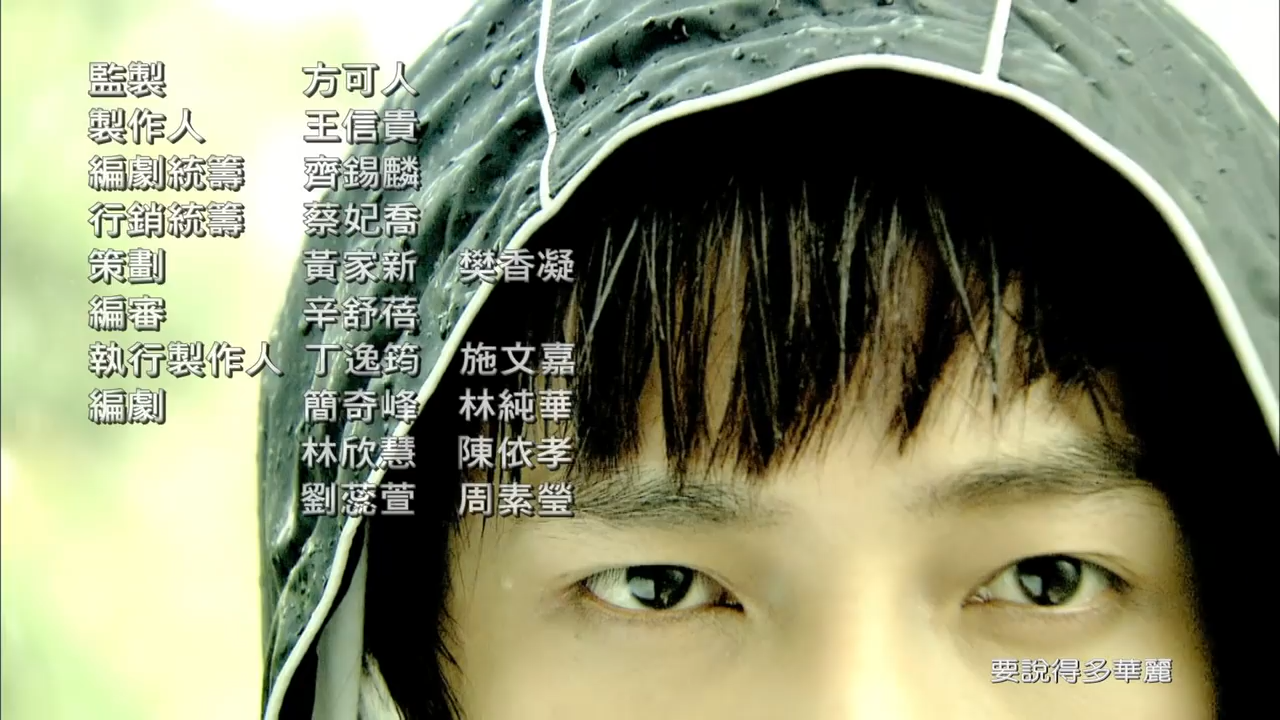 監製 方可人
製作人 王信貴
編劇統籌 齊錫麟
行銷統籌 蔡妃喬
策劃 黃家新 樊香凝
編審 辛舒蓓
執行製作人 丁逸筠 施文嘉
編劇 簡奇峰 林純華
林欣慧 陳依孝
劉蕊萱 周素瑩
要說得多華麗